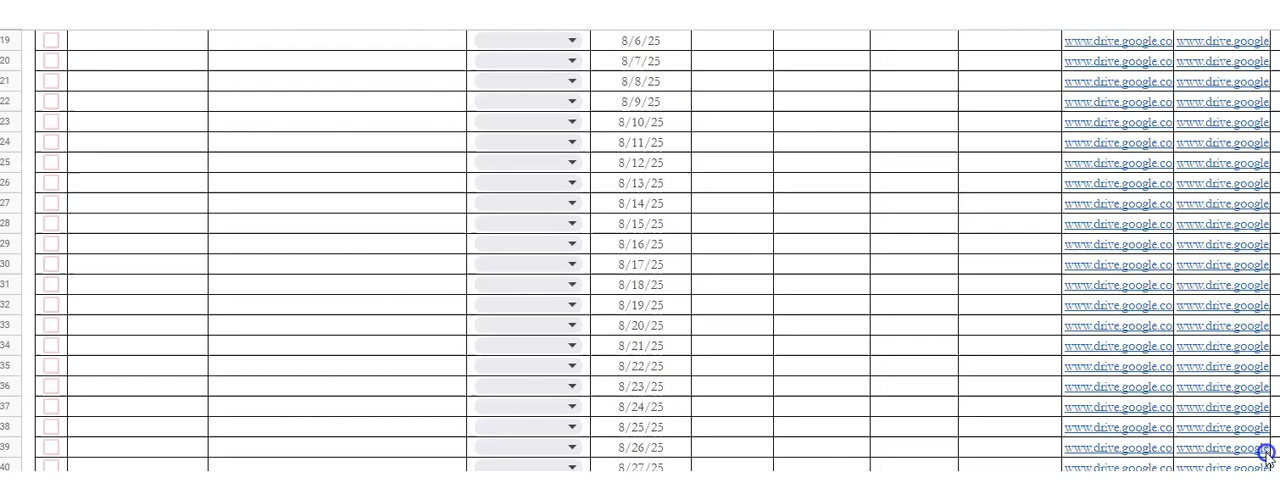 19 8/6/25 www.drive.google.co www.drive.google
20 8/7/25 www.drive.google.co www.drive.google
21 8/8/25 www.drive.google.co www.drive.google
22 8/9/25 www.drive.google.co www.drive.google
23 8/10/25 www.drive.google.co www.drive.google
24 8/11/25 www.drive.google.co www.drive.google
25 8/12/25 www.drive.google.co www.drive.google
26 8/13/25 www.drive.google.co www.drive.google
27 8/14/25 www.drive.google.co www.drive.google
28 8/15/25 www.drive.google.co www.drive.google
29 8/16/25 www.drive.google.co www.drive.google
30 8/17/25 www.drive.google.co www.drive.google
31 8/18/25 www.drive.google.co www.drive.google
32 8/19/25 www.drive.google.co www.drive.google
33 8/20/25 www.drive.google.co www.drive.google
34 8/21/25 www.drive.google.co www.drive.google
35 8/22/25 www.drive.google.co www.drive.google
36 8/23/25 www.drive.google.co www.drive.google
37 8/24/25 www.drive.google.co www.drive.google
38 8/25/25 www.drive.google.co www.drive.google
39 8/26/25 www.drive.google.co www.drive.google
40 8/27/25 www.drive.google.co www.drive.google